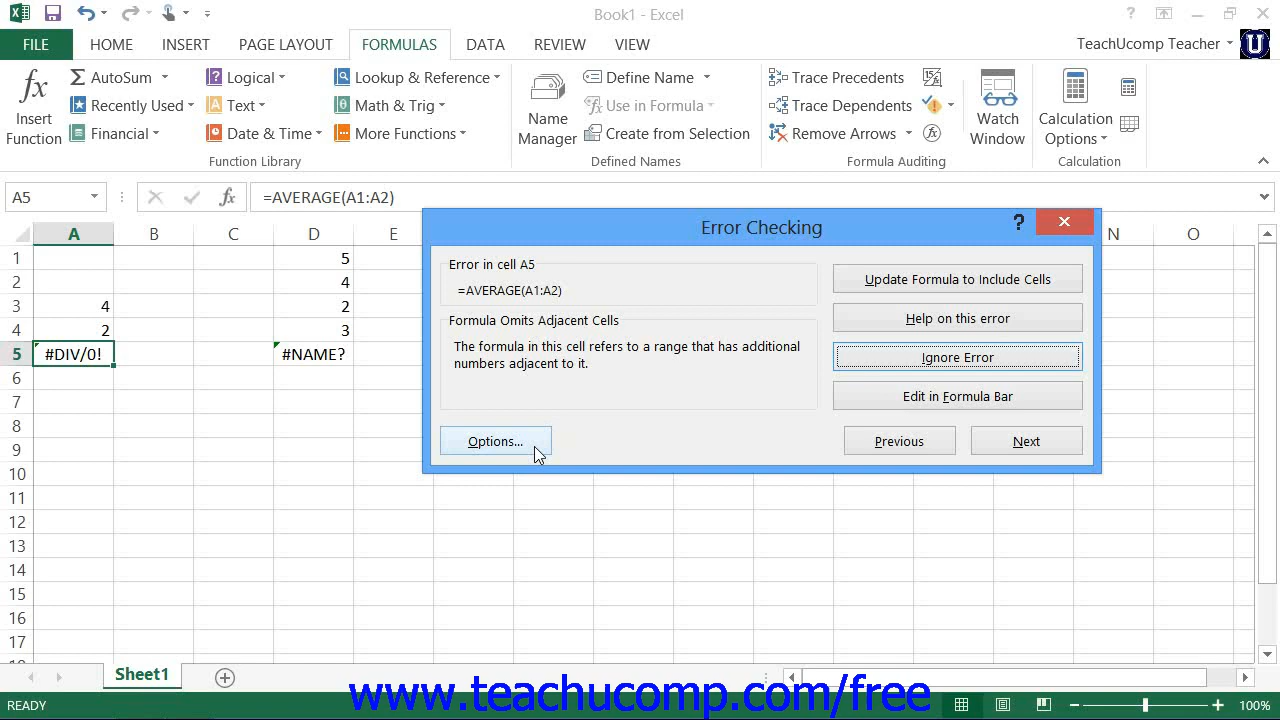 Book1 - Excel
FILE HOME INSERT PAGE LAYOUT FORMULAS DATA REVIEW VIEW TeachUcomp Teacher
fx Insert Function
Σ AutoSum
Recently Used
Financial
Logical
Text
Date & Time
Lookup & Reference
Math & Trig
More Functions
Function Library
Name Manager
Define Name
Use in Formula
Create from Selection
Defined Names
Trace Precedents
Trace Dependents
Remove Arrows
Formula Auditing
Watch Window
Calculation Options
Calculation
A5 fx =AVERAGE(A1:A2)
A B C D E N O
1 5
2 4
3 4 2
4 2 3
5 #DIV/0! #NAME?
6
7
8
9
10
11
12
13
14
15
16
17
Error Checking ?
Error in cell A5
=AVERAGE(A1:A2)
Formula Omits Adjacent Cells
The formula in this cell refers to a range that has additional
numbers adjacent to it.
Update Formula to Include Cells
Help on this error
Ignore Error
Edit in Formula Bar
Options... Previous Next
Sheet1
READY www.teachucomp.com/free 100%